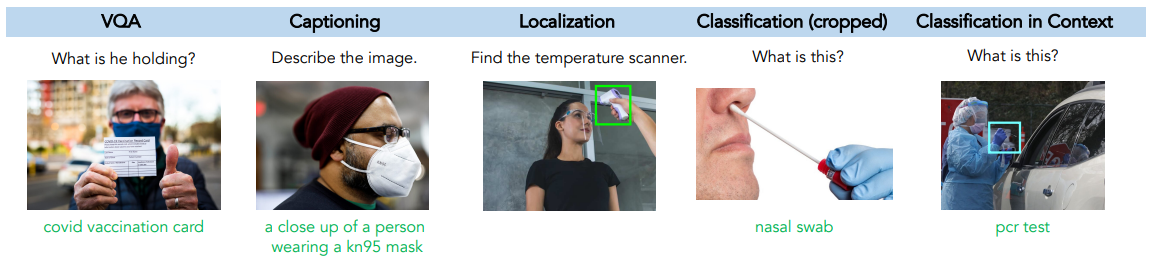 VQA
Captioning
Localization
Classification (cropped)
Classification in Context
What is he holding?
Describe the image.
Find the temperature scanner.
What is this?
What is this?
covid vaccination card
a close up of a person
wearing a kn95 mask
nasal swab
pcr test